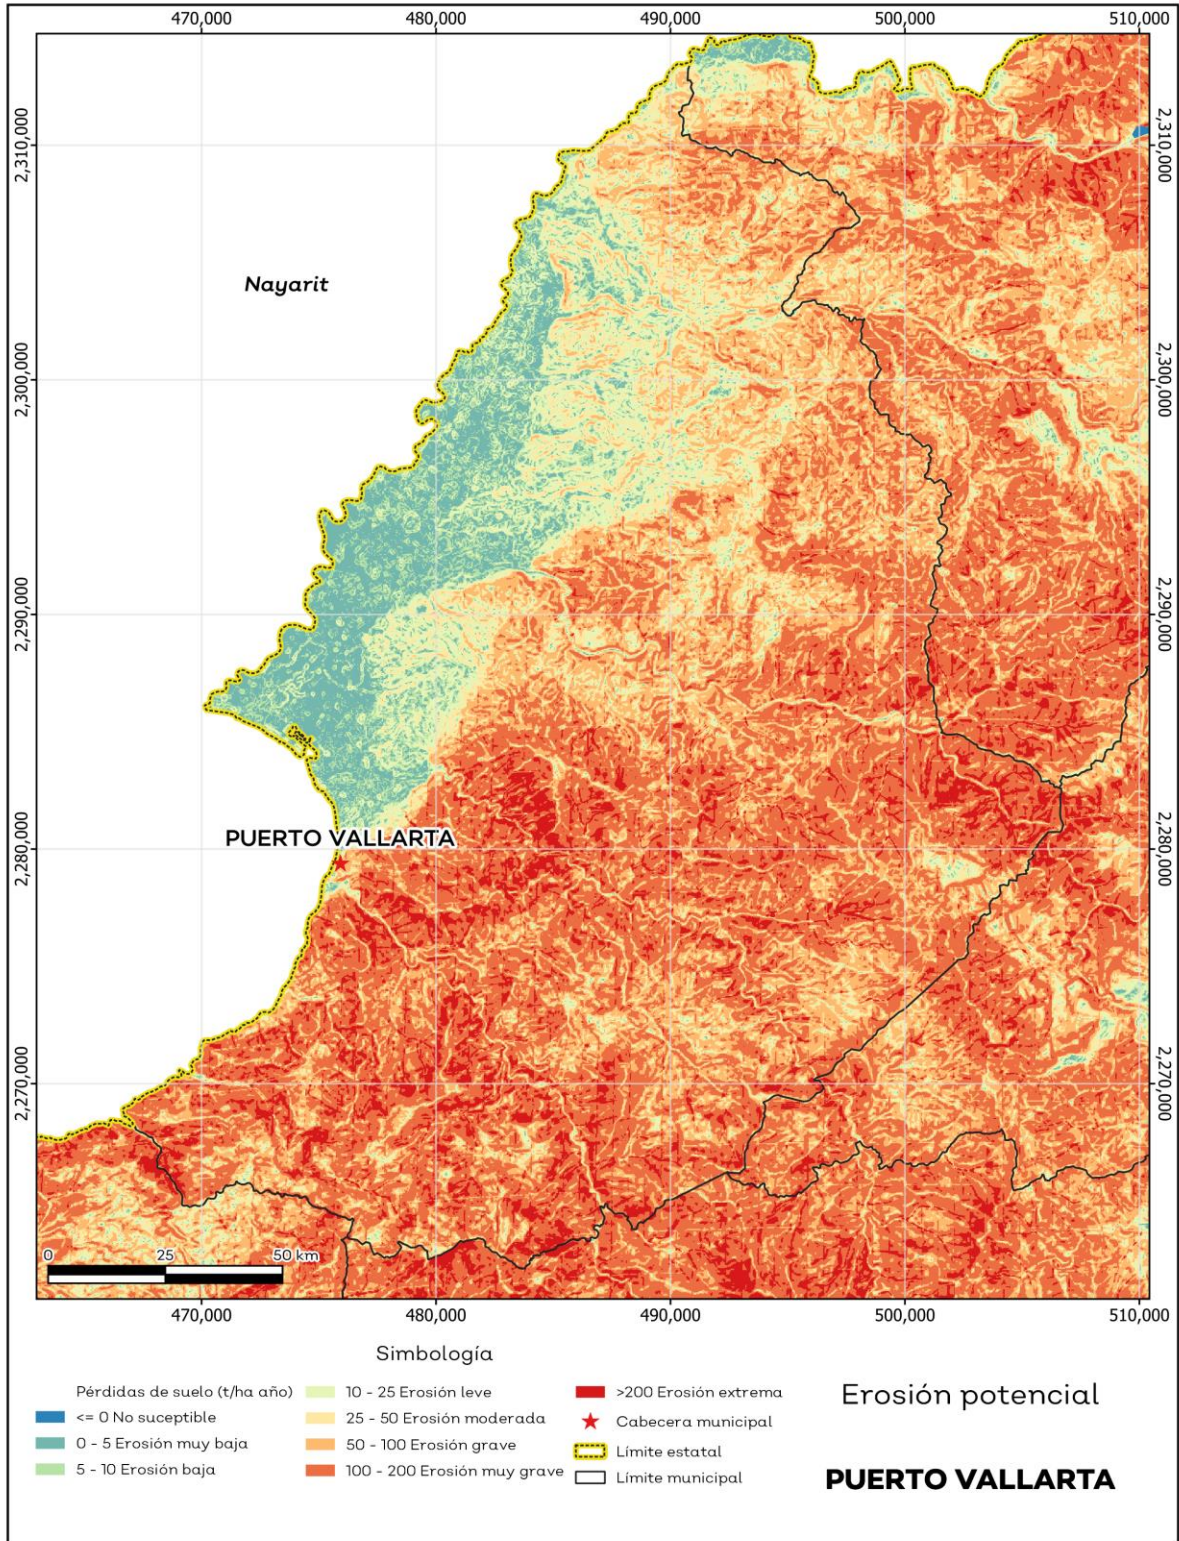 470,000 480,000 490,000 500,000 510,000
2,310,000 2,310,000
Nayarit
2,300,000 2,300,000
2,290,000 2,290,000
PUERTO VALLARTA
2,280,000 2,280,000
2,270,000 2,270,000
0 25 50 km
470,000 480,000 490,000 500,000 510,000
Simbología
Pérdidas de suelo (t/ha año)
<= 0 No suceptible
0 - 5 Erosión muy baja
5 - 10 Erosión baja
10 - 25 Erosión leve
25 - 50 Erosión moderada
50 - 100 Erosión grave
100 - 200 Erosión muy grave
>200 Erosión extrema
Cabecera municipal
Límite estatal
Límite municipal
Erosión potencial
PUERTO VALLARTA